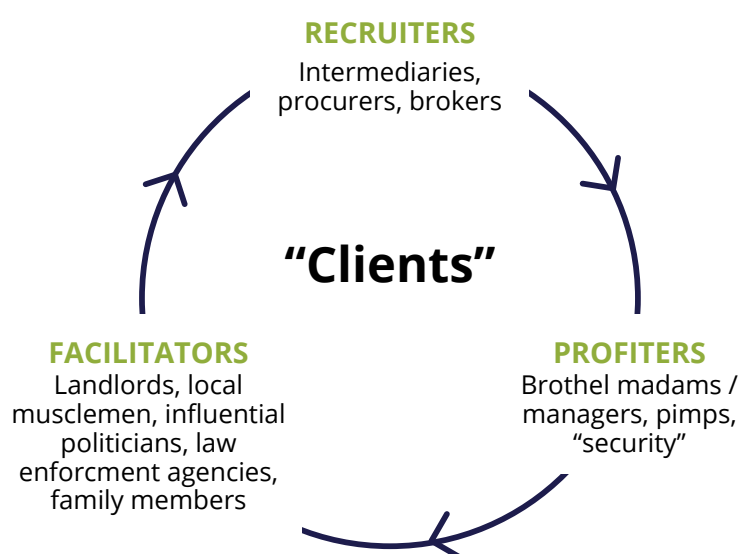 RECRUITERS
Intermediaries,
procurers, brokers
“Clients”
FACILITATORS
Landlords, local
musclemen, influential
politicians, law
enforcment agencies,
family members
PROFITERS
Brothel madams /
managers, pimps,
“security”